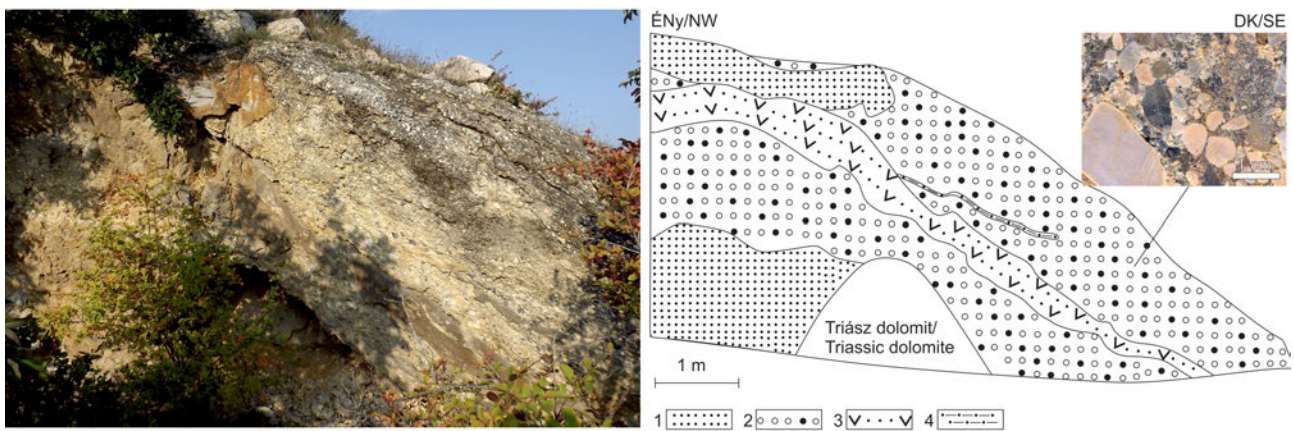 ÉNy/NW
DK/SE
Triász dolomit/
Triassic dolomite
1 m
1
2
3
4